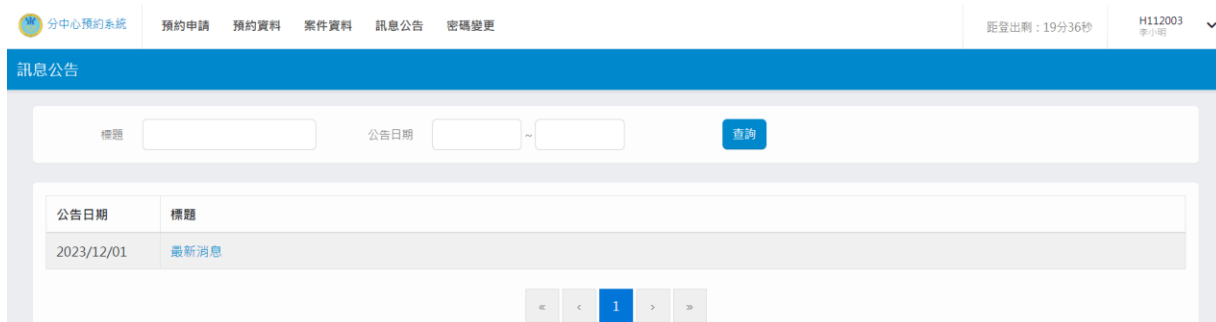 分中心預約系統 預約申請 預約資料 案件資料 訊息公告 密碼變更 距登出剩：19分36秒 H112003
李小明
訊息公告
標題 公告日期 ~ 查詢
公告日期 標題
2023/12/01 最新消息
« ‹ 1 › »